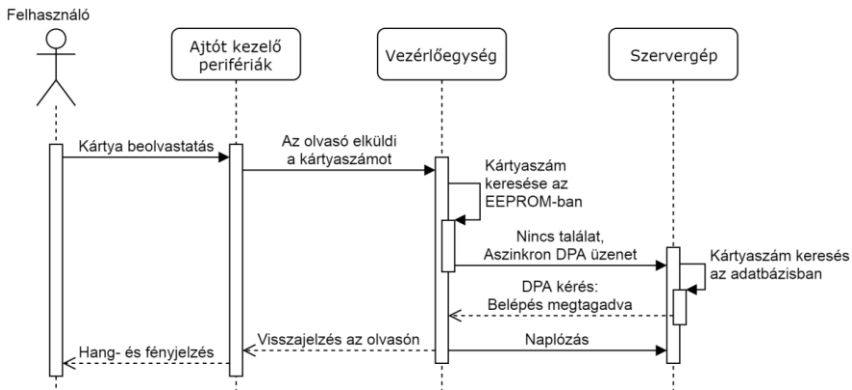 Felhasználó
Ajtót kezelő
perifériák
Vezérlőegység
Szervergép
Kártya beolvastatás
Az olvasó elküldi
a kártyaszámot
Kártyaszám
keresése az
EEPROM-ban
Nincs találat,
Aszinkron DPA üzenet
Kártyaszám keresés
az adatbázisban
DPA kérés:
Belépés megtagadva
Visszajelzés az olvasón
Naplózás
Hang- és fényjelzés